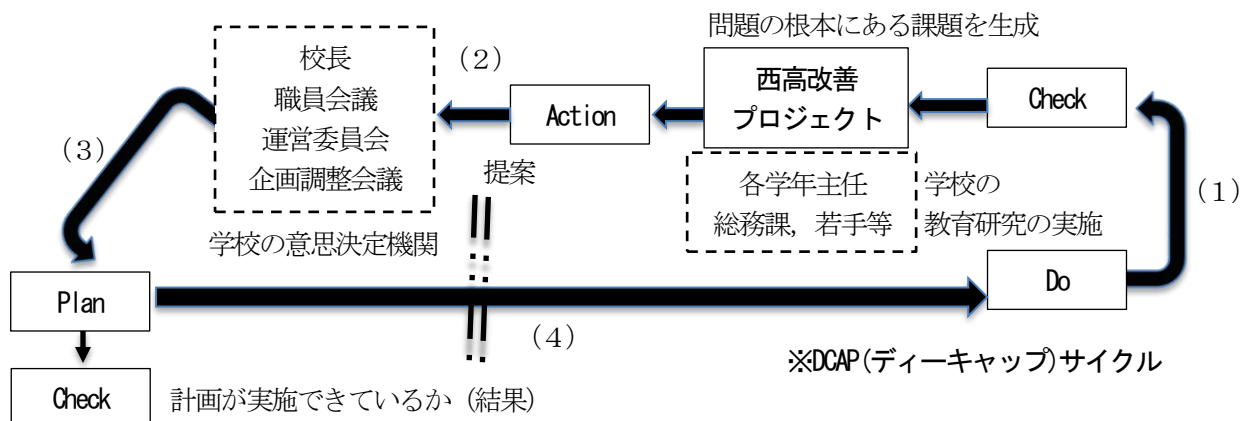 問題の根本にある課題を生成
校長
職員会議
運営委員会
企画調整会議
(2)
Action
西高改善
プロジェクト
Check
(3)
提案
各学年主任
総務課，若手等
学校の
教育研究の実施
(1)
学校の意思決定機関
Plan
Do
(4)
※DCAP(ディーキャップ)サイクル
Check
計画が実施できているか（結果）